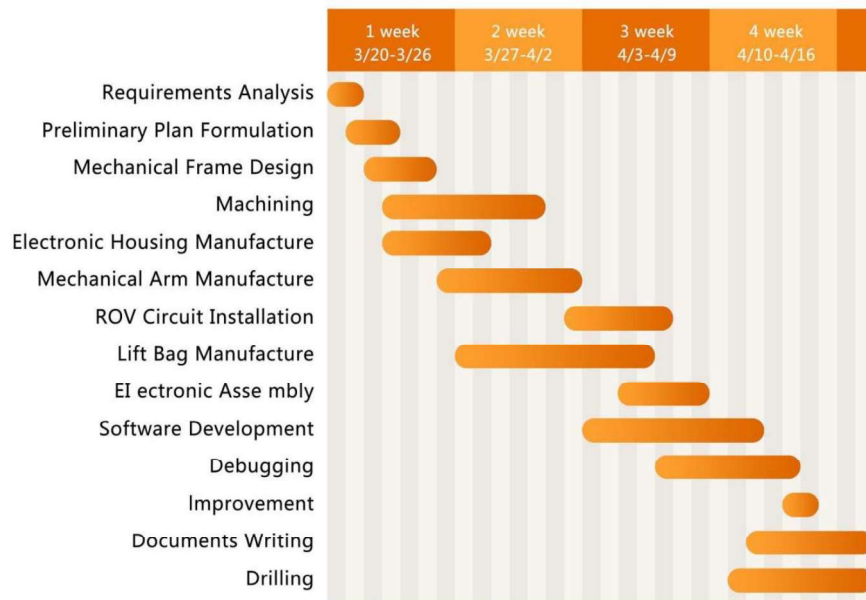 1 week
3/20-3/26
2 week
3/27-4/2
3 week
4/3-4/9
4 week
4/10-4/16
Requirements Analysis
Preliminary Plan Formulation
Mechanical Frame Design
Machining
Electronic Housing Manufacture
Mechanical Arm Manufacture
ROV Circuit Installation
Lift Bag Manufacture
EI ectronic Asse mbly
Software Development
Debugging
Improvement
Documents Writing
Drilling